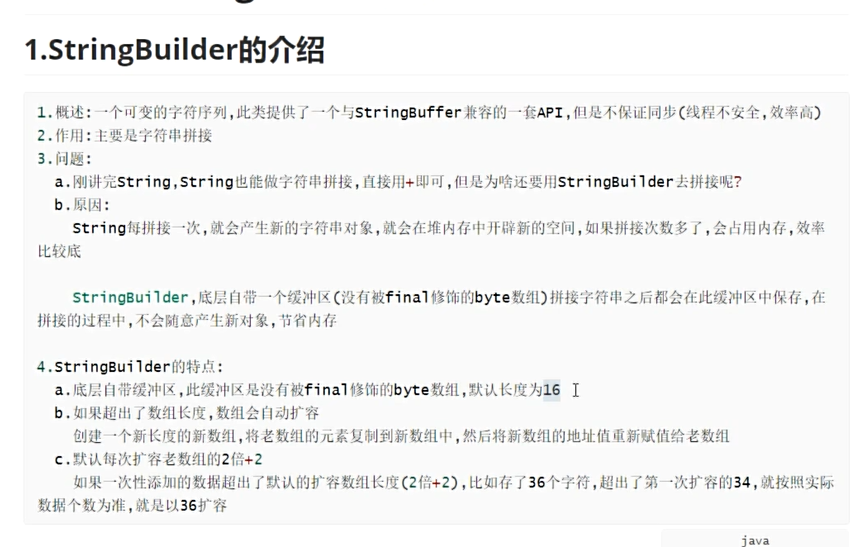 1.StringBuilder的介绍
1.概述:一个可变的字符序列,此类提供了一个与StringBuffer兼容的一套API,但是不保证同步(线程不安全,效率高)
2.作用:主要是字符串拼接
3.问题:
a.刚讲完String,String也能做字符串拼接,直接用+即可,但是为啥还要用StringBuilder去拼接呢?
b.原因:
String每拼接一次,就会产生新的字符串对象,就会在堆内存中开辟新的空间,如果拼接次数多了,会占用内存,效率
比较底
StringBuilder,底层自带一个缓冲区(没有被final修饰的byte数组)拼接字符串之后都会在此缓冲区中保存,在
拼接的过程中,不会随意产生新对象,节省内存
4.StringBuilder的特点:
a.底层自带缓冲区,此缓冲区是没有被final修饰的byte数组,默认长度为16
b.如果超出了数组长度,数组会自动扩容
创建一个新长度的新数组,将老数组的元素复制到新数组中,然后将新数组的地址值重新赋值给老数组
c.默认每次扩容老数组的2倍+2
如果一次性添加的数据超出了默认的扩容数组长度(2倍+2),比如存了36个字符,超出了第一次扩容的34,就按照实际
数据个数为准,就是以36扩容
java